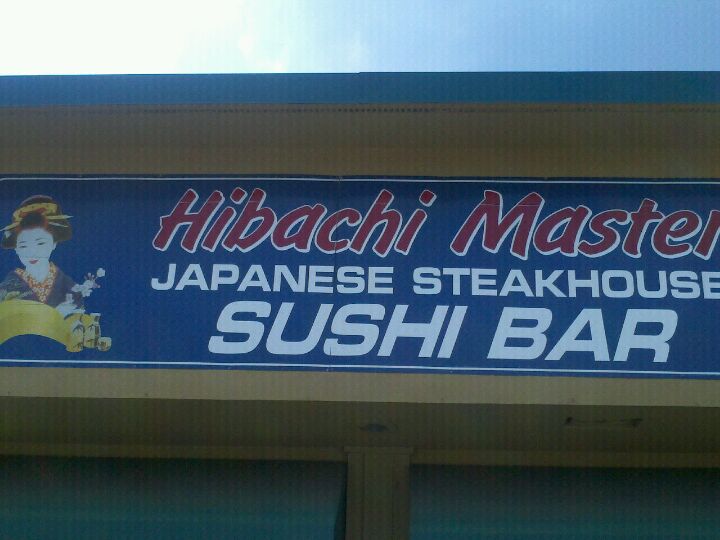 Hibachi Master
JAPANESE STEAKHOUSE
SUSHI BAR